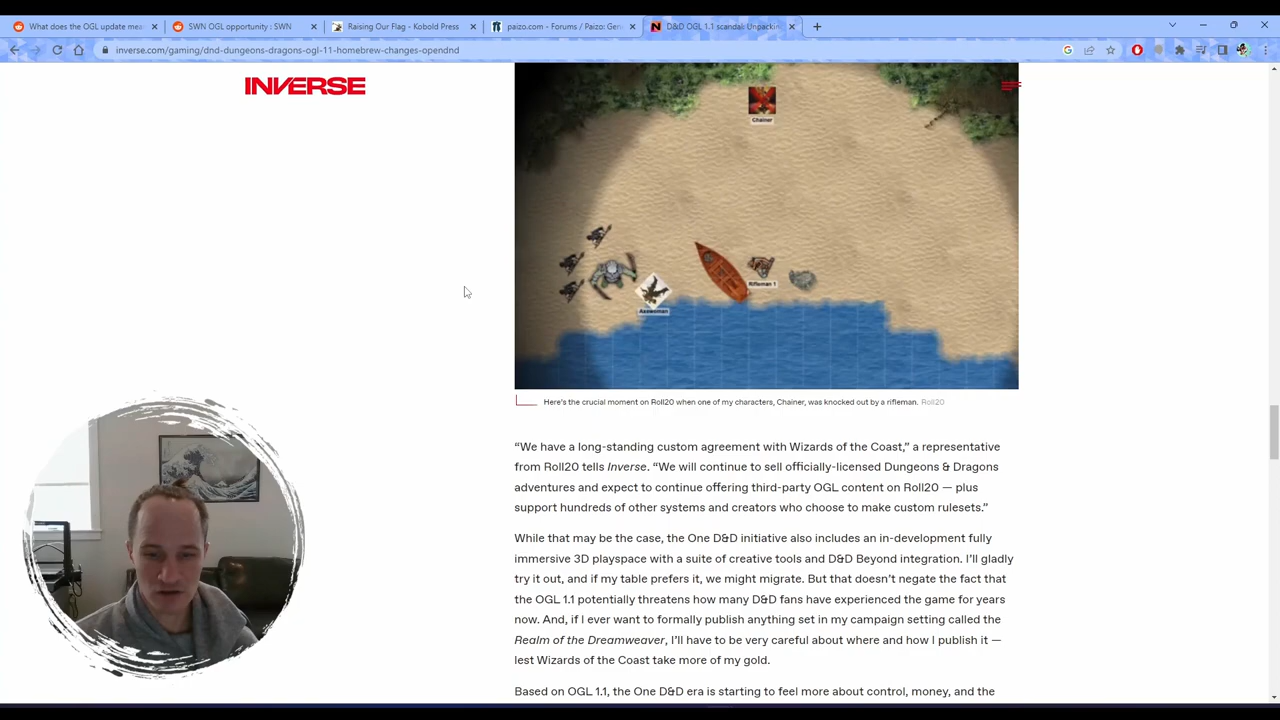 What does the OGL update mea
SWN OGL opportunity : SWN
Raising Our Flag - Kobold Press
paizo.com - Forums / Paizo: Gen
D&D OGL 1.1 scandal: Unpackin
inverse.com/gaming/dnd-dungeons-dragons-ogl-11-homebrew-changes-opendnd
INVERSE
Chainer
Rifleman 1
Axewoman
Here's the crucial moment on Roll20 when one of my characters, Chainer, was knocked out by a rifleman. Roll20
“We have a long-standing custom agreement with Wizards of the Coast,” a representative
from Roll20 tells Inverse. “We will continue to sell officially-licensed Dungeons & Dragons
adventures and expect to continue offering third-party OGL content on Roll20 — plus
support hundreds of other systems and creators who choose to make custom rulesets.”
While that may be the case, the One D&D initiative also includes an in-development fully
immersive 3D playspace with a suite of creative tools and D&D Beyond integration. I’ll gladly
try it out, and if my table prefers it, we might migrate. But that doesn’t negate the fact that
the OGL 1.1 potentially threatens how many D&D fans have experienced the game for years
now. And, if I ever want to formally publish anything set in my campaign setting called the
Realm of the Dreamweaver, I’ll have to be very careful about where and how I publish it —
lest Wizards of the Coast take more of my gold.
Based on OGL 1.1, the One D&D era is starting to feel more about control, money, and the